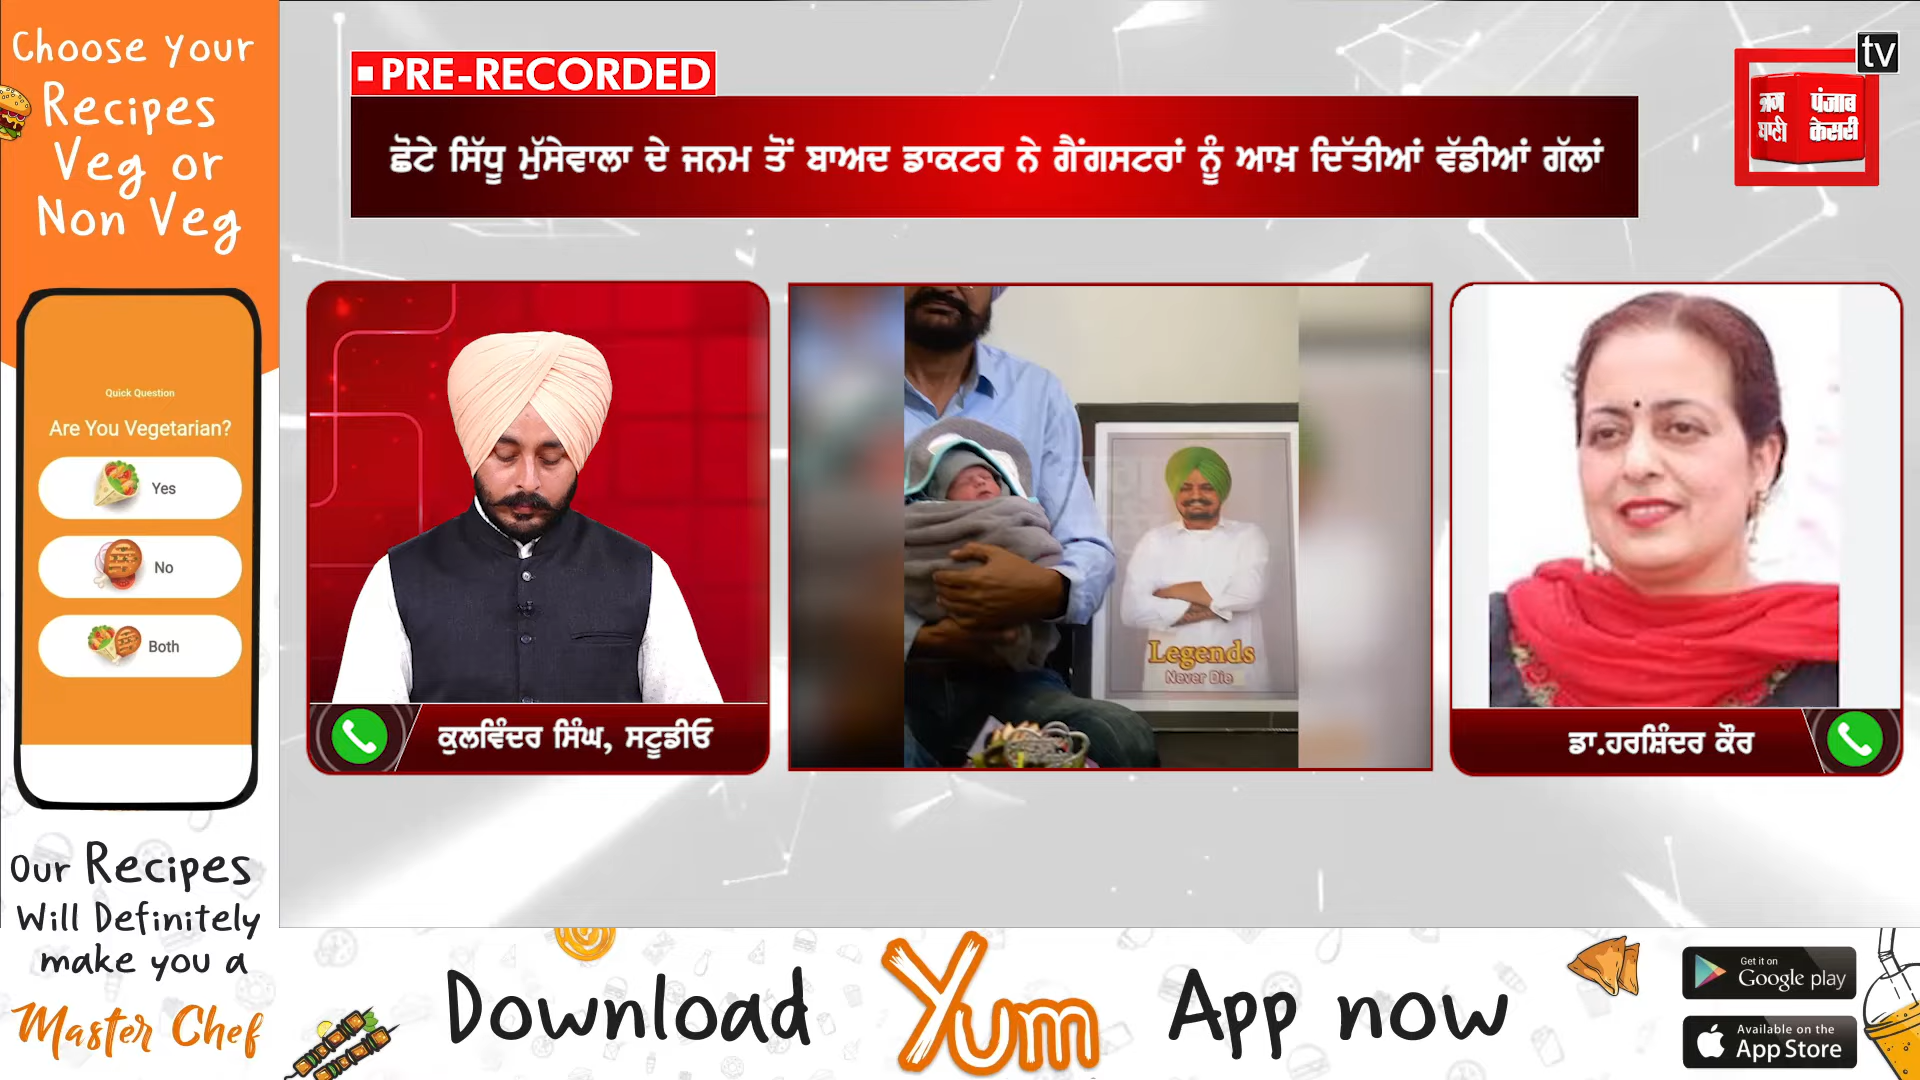 Choose Your
Recipes
Veg or
Non Veg
Quick Question
Are You Vegetarian?
Yes
No
Both
Our Recipes
Will Definitely
make you a
Master Chef
PRE-RECORDED
ਛੋਟੇ ਸਿੱਧੂ ਮੁੱਸੇਵਾਲਾ ਦੇ ਜਨਮ ਤੋਂ ਬਾਅਦ ਡਾਕਟਰ ਨੇ ਗੈਂਗਸਟਰਾਂ ਨੂੰ ਆਖ਼ ਦਿੱਤੀਆਂ ਵੱਡੀਆਂ ਗੱਲਾਂ
tv
ਜਗ ਬਾਣੀ
पंजाब केसरी
Legends
Never Die
ਕੁਲਵਿੰਦਰ ਸਿੰਘ, ਸਟੂਡੀਓ
ਡਾ.ਹਰਸ਼ਿੰਦਰ ਕੌਰ
Download Yum App now
Get it on
Google play
Available on the
App Store